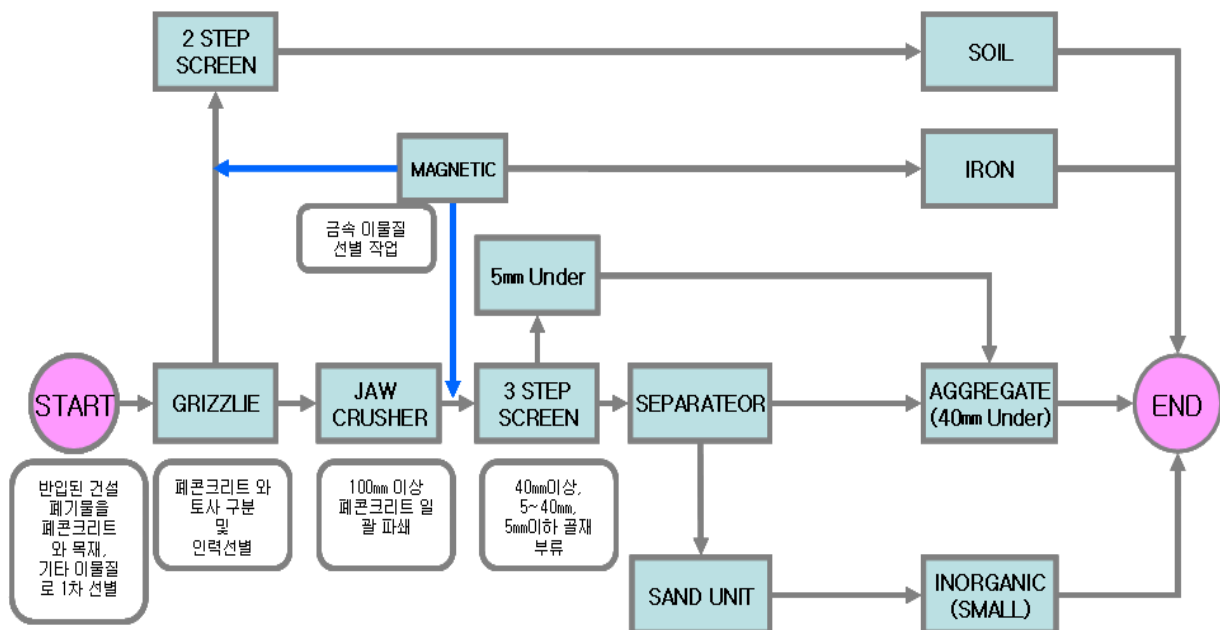 2 STEP
SCREEN
SOIL
MAGNETIC
IRON
금속 이물질
선별 작업
5mm Under
START
GRIZZLIE
JAW
CRUSHER
3 STEP
SCREEN
SEPARATEOR
AGGREGATE
(40mm Under)
END
반입된 건설
폐기물을
폐콘크리트
와 목재,
기타 이물질
로 1차 선별
폐콘크리트 와
토사 구분
및
인력선별
100mm 이상
폐콘크리트 일
괄 파쇄
40mm이상,
5~40mm,
5mm이하 골재
부류
SAND UNIT
INORGANIC
(SMALL)